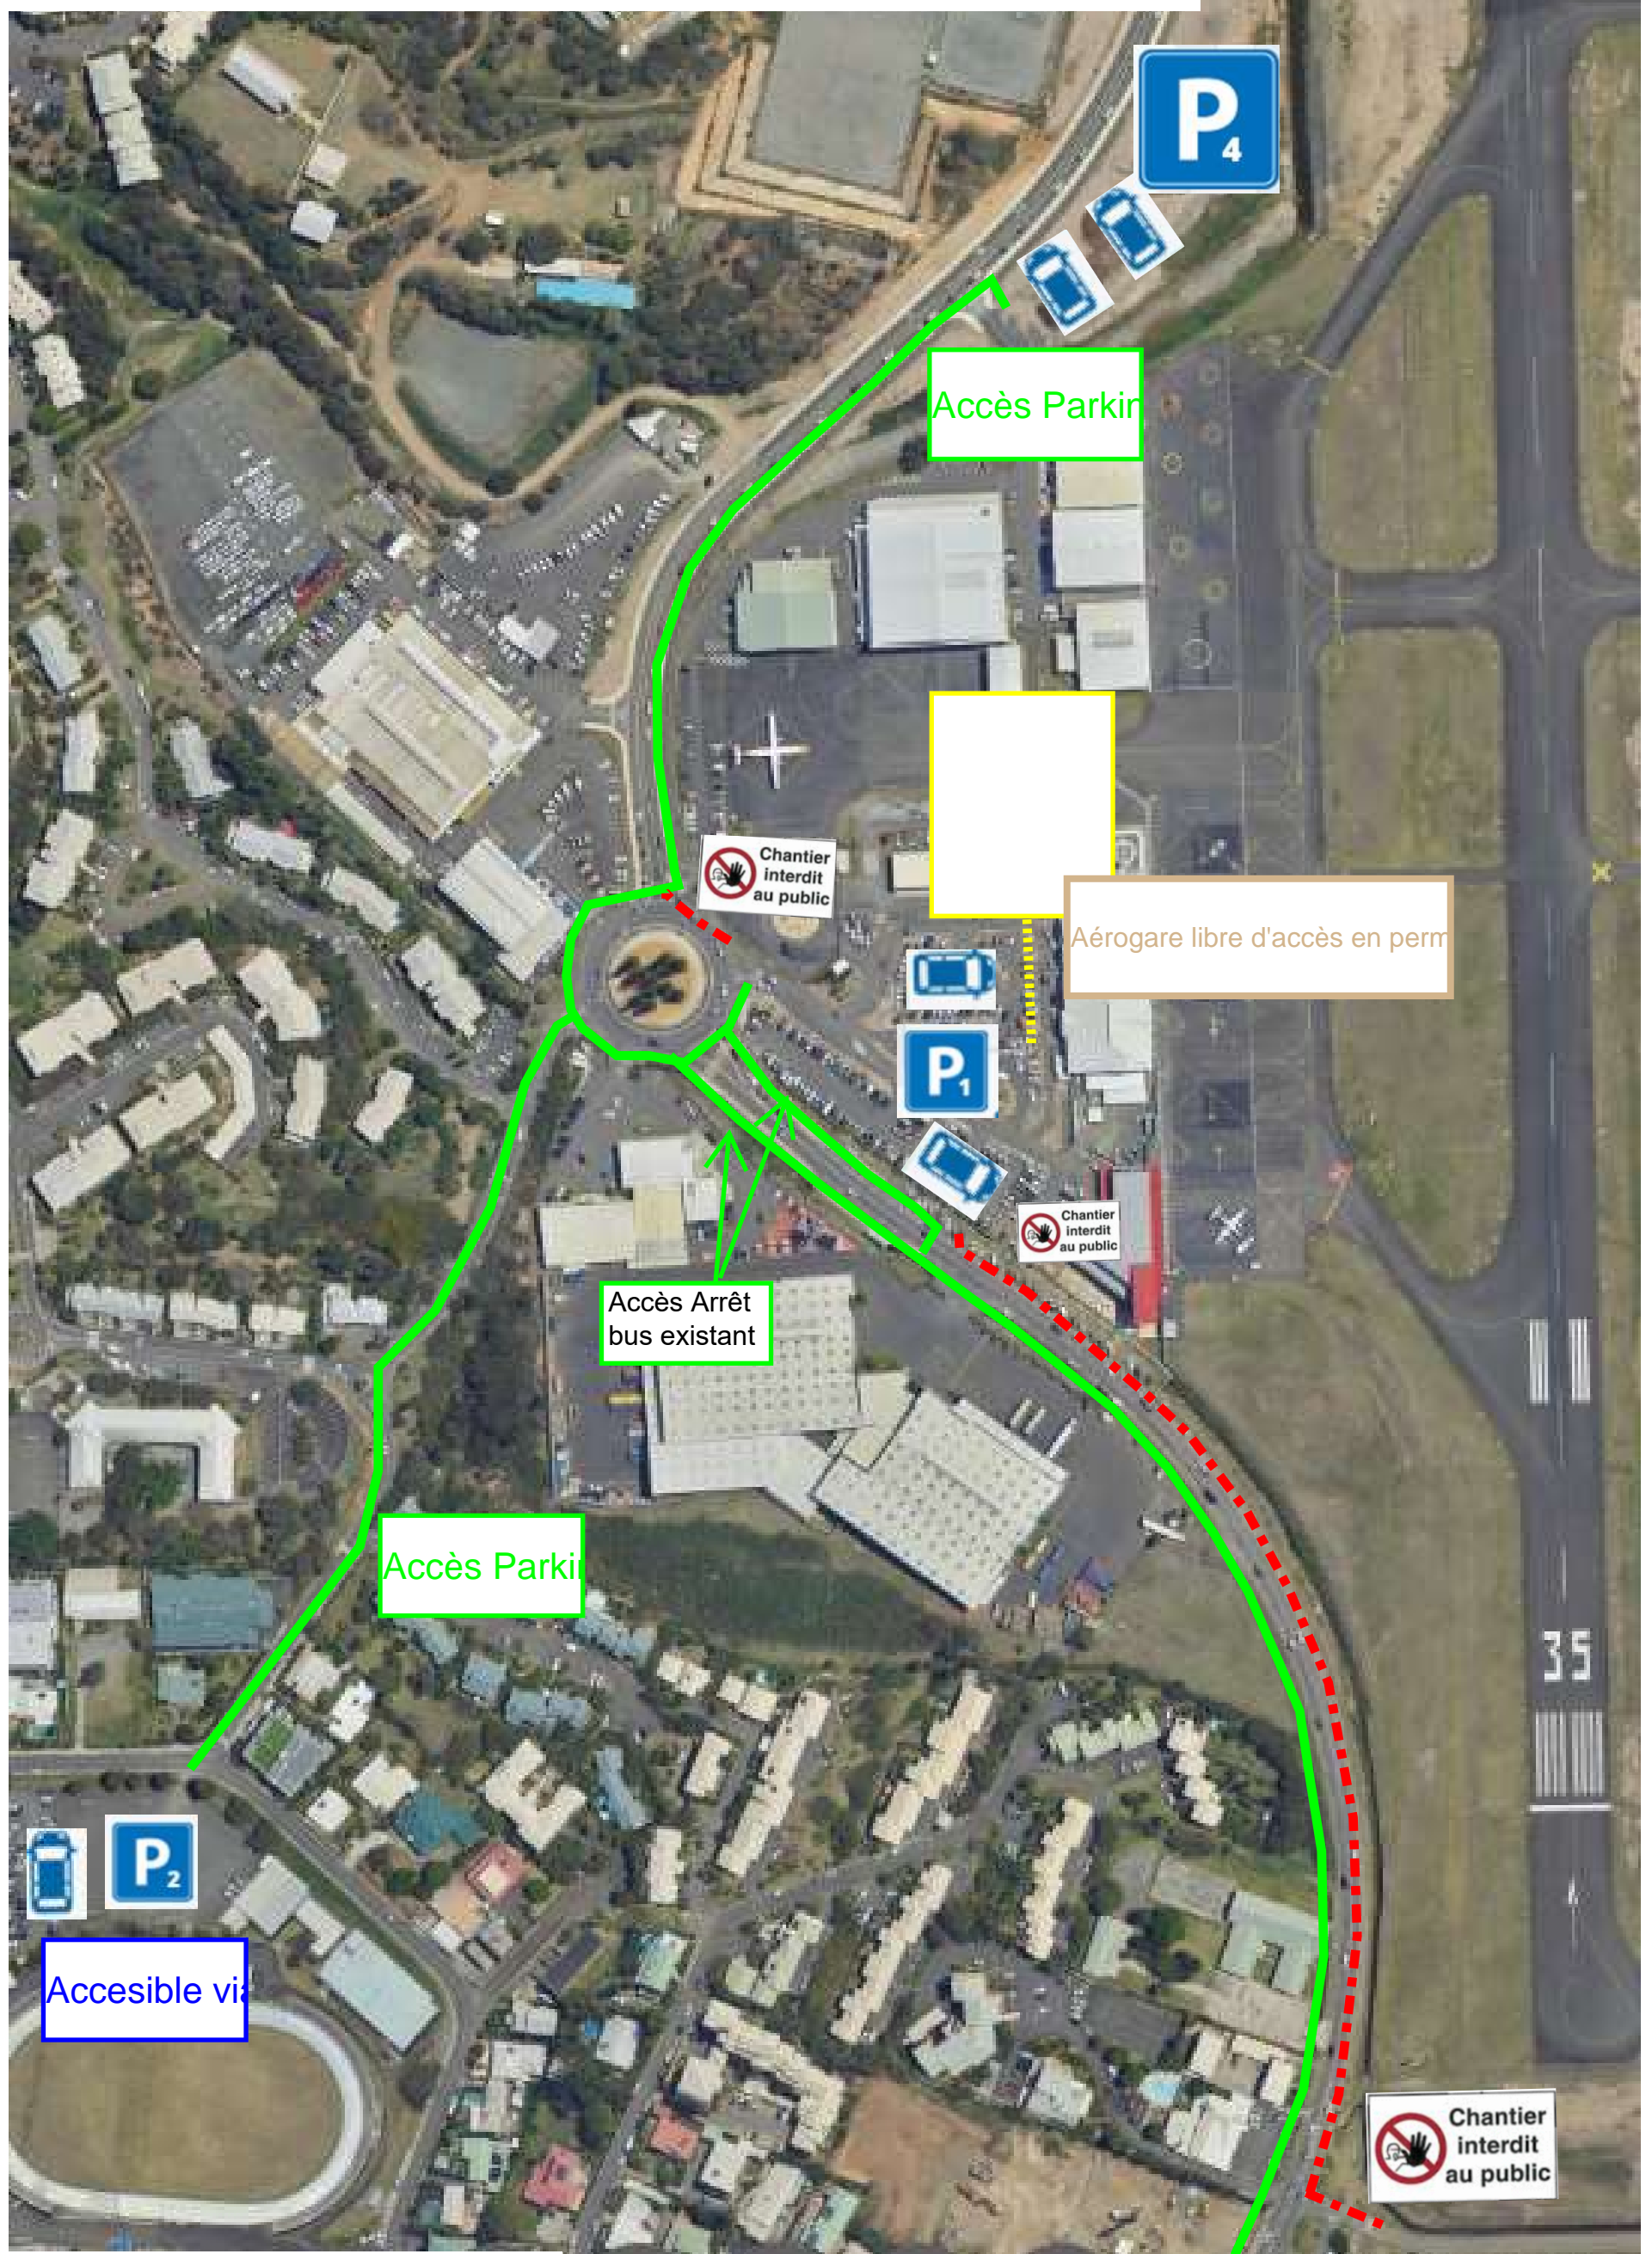 P4
Accès Parkin
Chantier
interdit
au public
Aérogare libre d'accès en perm
P1
Chantier
interdit
au public
Accès Arrêt
bus existant
Accès Parki
35
P2
Accesible via
Chantier
interdit
au public